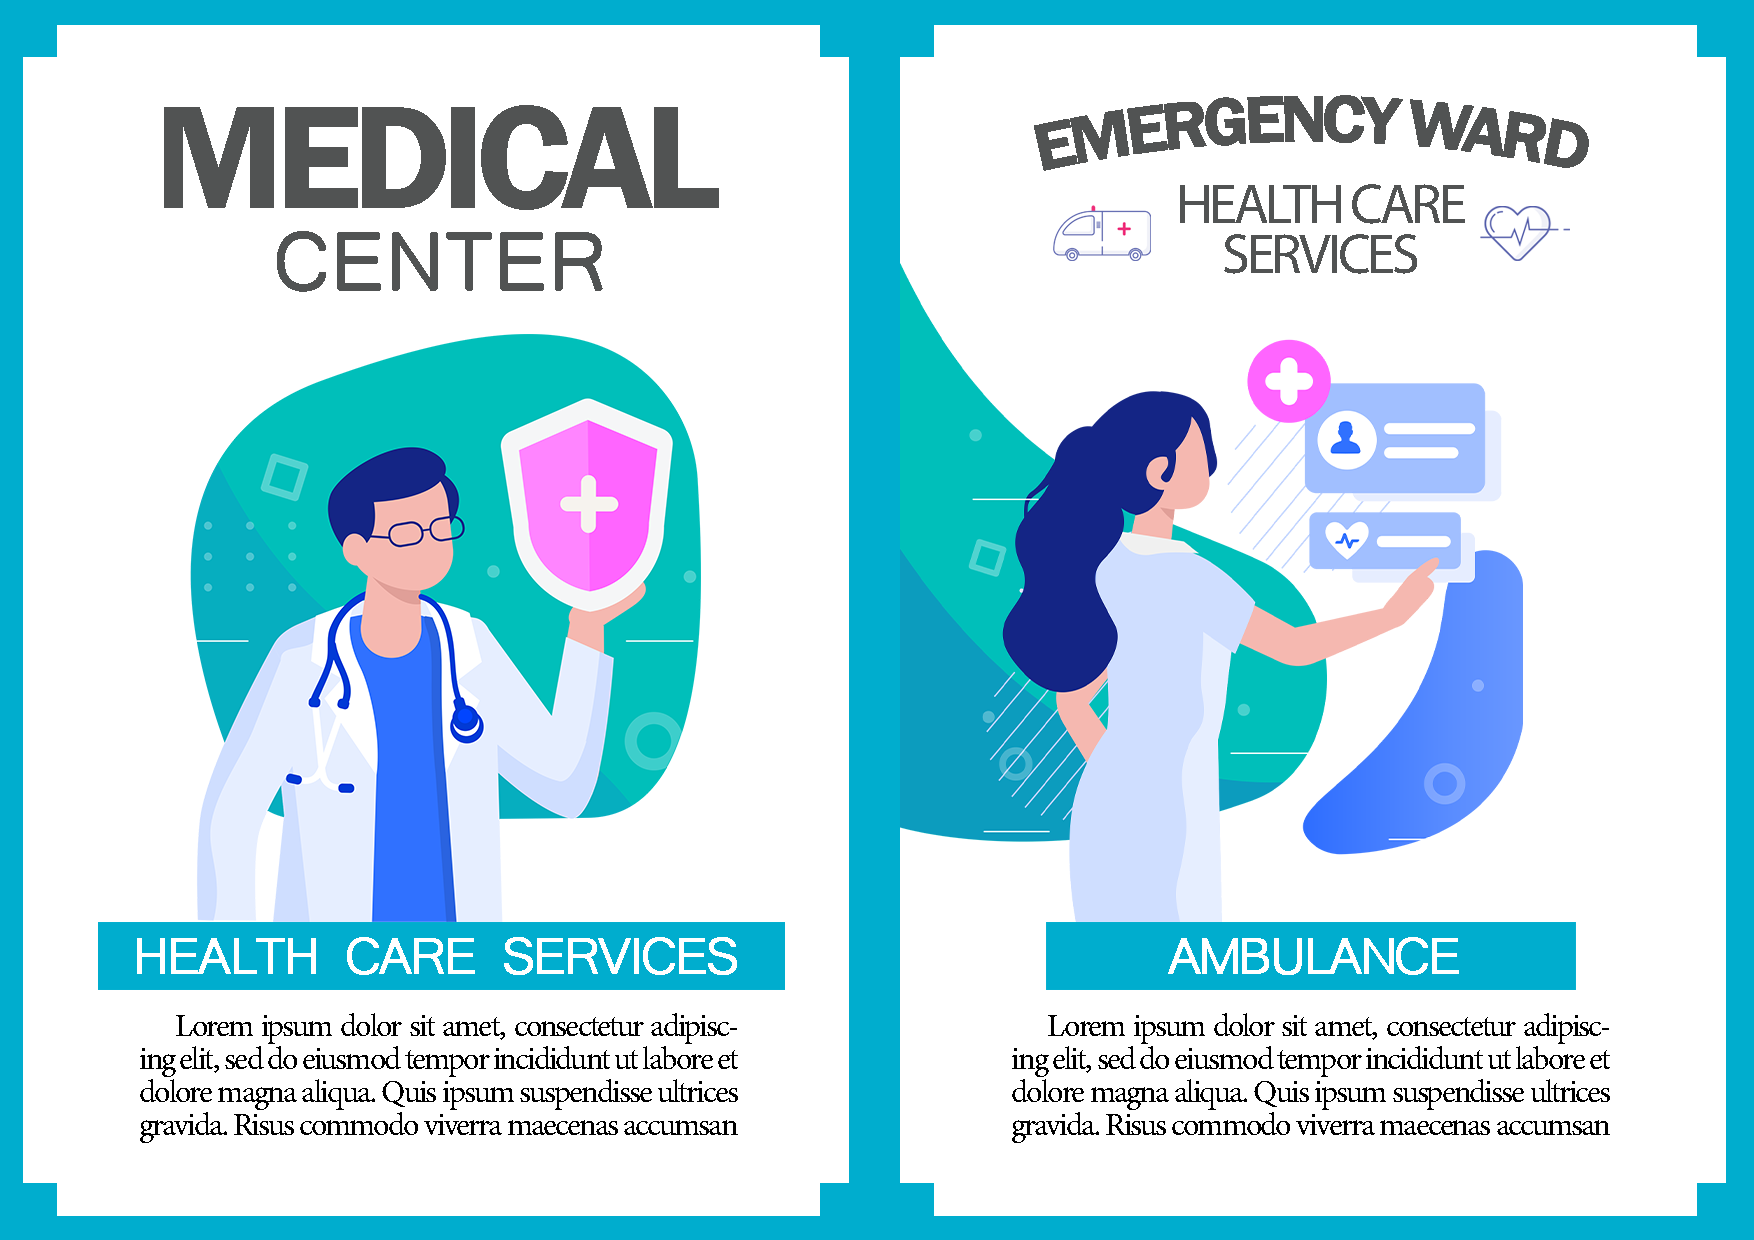 MEDICAL
CENTER
HEALTH CARE SERVICES
Lorem ipsum dolor sit amet, consectetur adipisc-
ing elit, sed do eiusmod tempor incididunt ut labore et
dolore magna aliqua. Quis ipsum suspendisse ultrices
gravida. Risus commodo viverra maecenas accumsan
EMERGENCY WARD
HEALTH CARE
SERVICES
AMBULANCE
Lorem ipsum dolor sit amet, consectetur adipisc-
ing elit, sed do eiusmod tempor incididunt ut labore et
dolore magna aliqua. Quis ipsum suspendisse ultrices
gravida. Risus commodo viverra maecenas accumsan